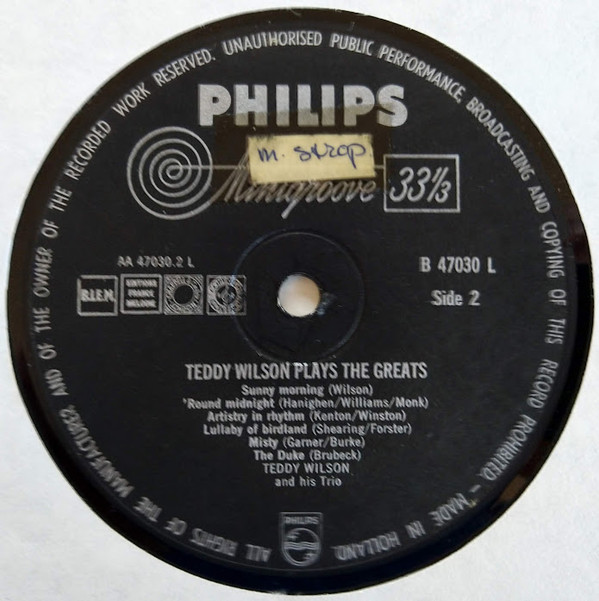 ALL RIGHTS OF THE MANUFACTURER AND OF THE OWNER OF THE RECORDED WORK RESERVED. UNAUTHORISED PUBLIC PERFORMANCE, BROADCASTING AND COPYING OF THIS RECORD PROHIBITED. – MADE IN HOLLAND.
PHILIPS
m. strop
Minigroove 33⅓
AA 47030.2 L
B 47030 L
B.I.E.M.
EDITIONS
FRANCE
MELODIE
Side 2
TEDDY WILSON PLAYS THE GREATS
Sunny morning (Wilson)
'Round midnight (Hanighen/Williams/Monk)
Artistry in rhythm (Kenton/Winston)
Lullaby of birdland (Shearing/Forster)
Misty (Garner/Burke)
The Duke (Brubeck)
TEDDY WILSON
and his Trio
PHILIPS